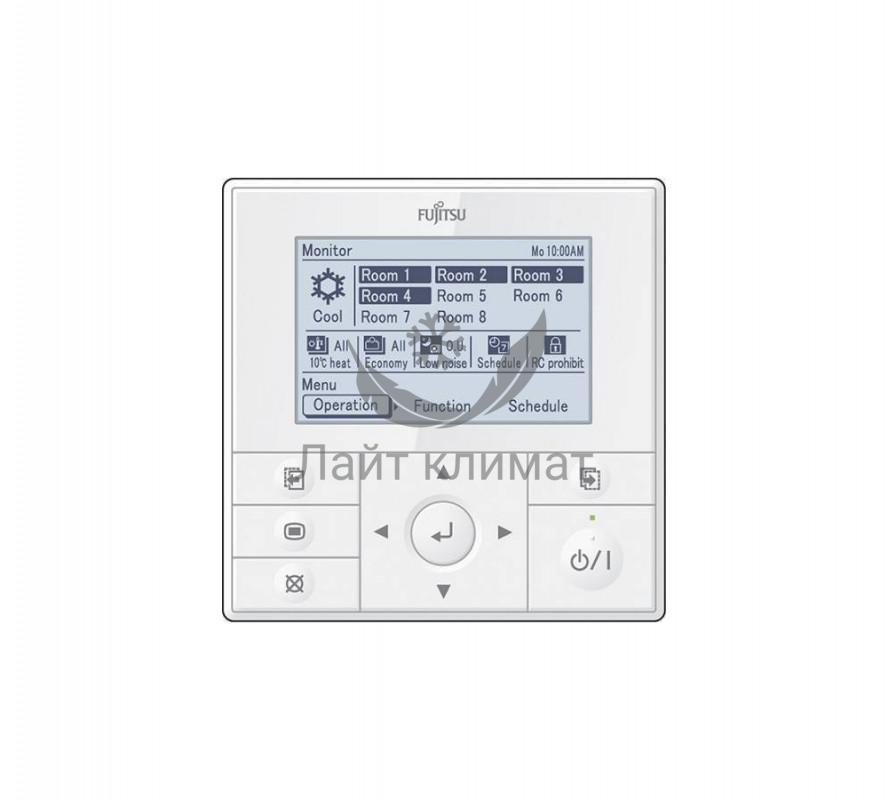 FUJITSU
Monitor Mo 10:00AM
Room 1 Room 2 Room 3
Room 4 Room 5 Room 6
Cool Room 7 Room 8
All All 0.0
10℃ heat Economy Low noise Schedule RC prohibit
Menu
Operation Function Schedule
Лайт климат